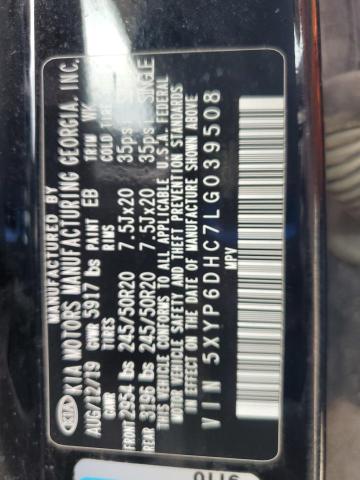 MANUFACTURED BY
KIA KIA MOTORS MANUFACTURING GEORGIA, INC.
AUG/12/19 GVWR 5917 lbs PAINT EB TRIM WK
GAWR TIRES RIMS COLD TIRE
FRONT 2954 lbs 245/50R20 7.5Jx20 35psi
REAR 3196 lbs 245/50R20 7.5Jx20 35psi SINGLE
THIS VEHICLE CONFORMS TO ALL APPLICABLE U.S.A. FEDERAL
MOTOR VEHICLE SAFETY AND THEFT PREVENTION STANDARDS
IN EFFECT ON THE DATE OF MANUFACTURE SHOWN ABOVE.
VIN 5XYP6DHC7LG039508
MPV